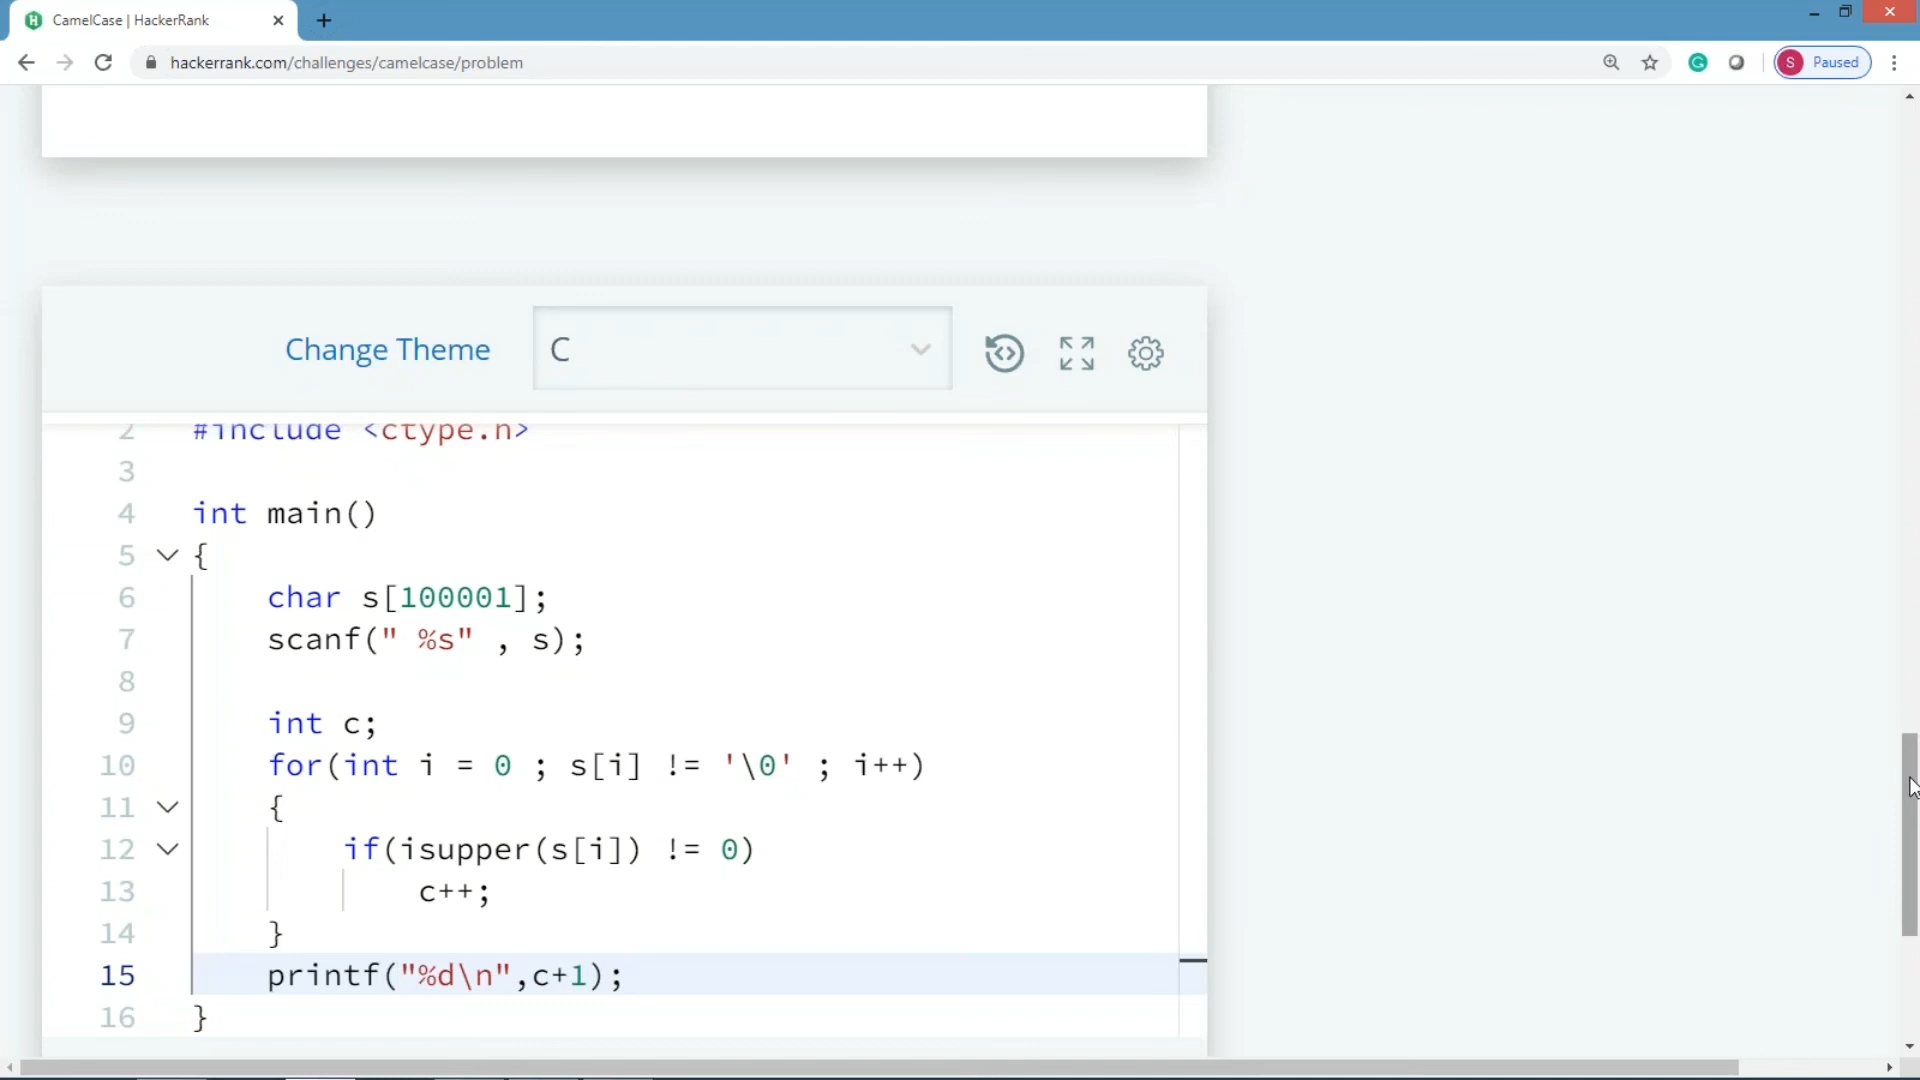 CamelCase | HackerRank
hackerrank.com/challenges/camelcase/problem
S Paused
Change Theme
C
2 #include <ctype.h>
3
4 int main()
5 {
6 char s[100001];
7 scanf(" %s" , s);
8
9 int c;
10 for(int i = 0 ; s[i] != '\0' ; i++)
11 {
12 if(isupper(s[i]) != 0)
13 c++;
14 }
15 printf("%d\n",c+1);
16 }